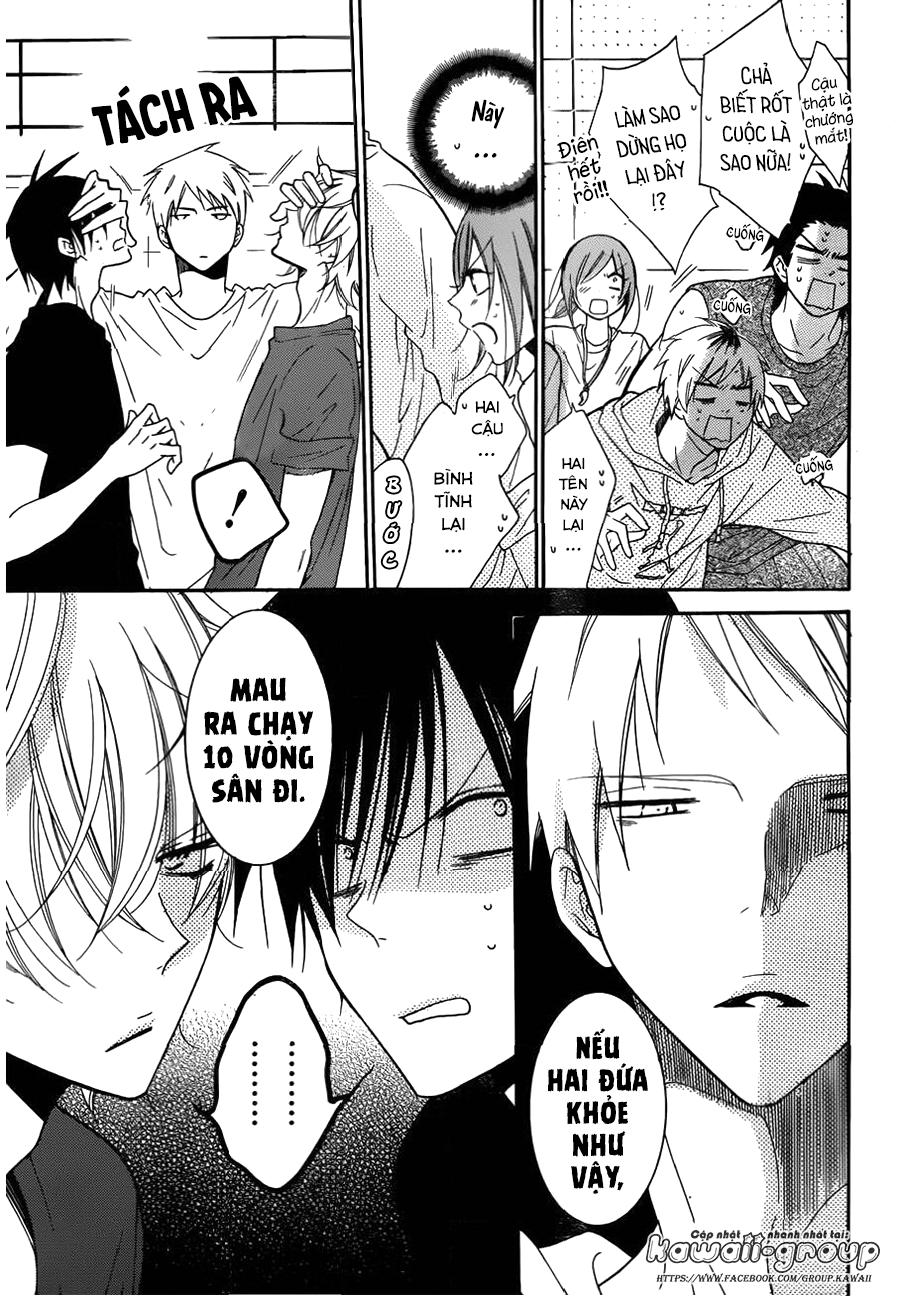 Cậu
thật là
chướng
mắt!
CHẢ
BIẾT RỐT
CUỘC LÀ
SAO NỮA!
LÀM SAO
DỪNG HỌ
LẠI ĐÂY
!?
Điên
hết
rồi!!
CUỐNG
CUỐNG
CUỐNG
HAI
TÊN NÀY
LẠI
...
Này
...
HAI
CẬU
BÌNH
TĨNH
LẠI
...
BƯỚC
TÁCH RA
!
NẾU
HAI ĐỨA
KHỎE
NHƯ
VẬY,
MAU
RA CHẠY
10 VÒNG
SÂN ĐI.
.........
.........
Cập nhật nhanh nhất tại:
kawaii-group
HTTPS://WWW.FACEBOOK.COM/GROUP.KAWAII